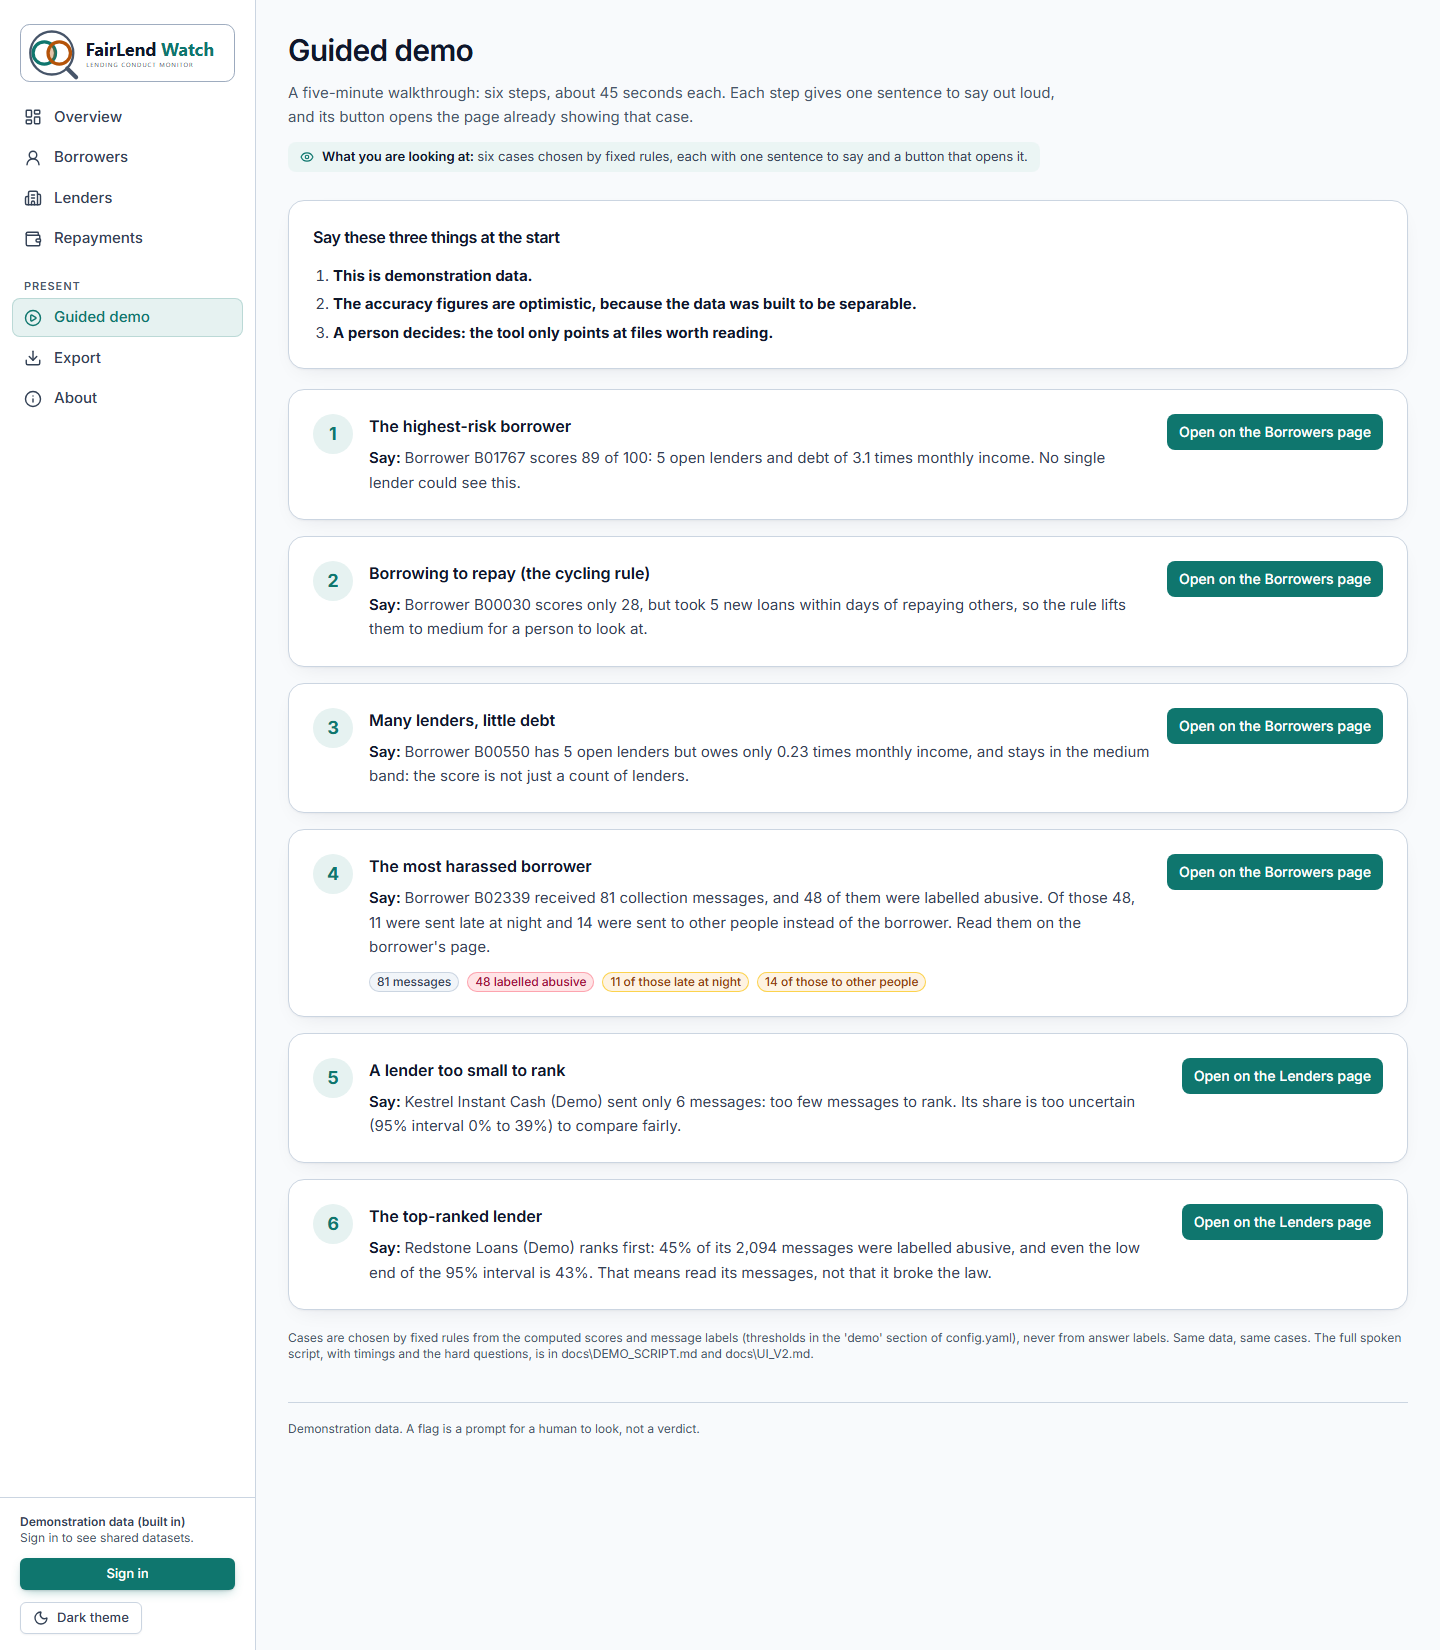 FairLend Watch
LENDING CONDUCT MONITOR
Overview
Borrowers
Lenders
Repayments
PRESENT
Guided demo
Export
About
Demonstration data (built in)
Sign in to see shared datasets.
Sign in
Dark theme
Guided demo
A five-minute walkthrough: six steps, about 45 seconds each. Each step gives one sentence to say out loud,
and its button opens the page already showing that case.
What you are looking at: six cases chosen by fixed rules, each with one sentence to say and a button that opens it.
Say these three things at the start
1. This is demonstration data.
2. The accuracy figures are optimistic, because the data was built to be separable.
3. A person decides: the tool only points at files worth reading.
1
The highest-risk borrower
Say: Borrower B01767 scores 89 of 100: 5 open lenders and debt of 3.1 times monthly income. No single
lender could see this.
Open on the Borrowers page
2
Borrowing to repay (the cycling rule)
Say: Borrower B00030 scores only 28, but took 5 new loans within days of repaying others, so the rule lifts
them to medium for a person to look at.
Open on the Borrowers page
3
Many lenders, little debt
Say: Borrower B00550 has 5 open lenders but owes only 0.23 times monthly income, and stays in the medium
band: the score is not just a count of lenders.
Open on the Borrowers page
4
The most harassed borrower
Say: Borrower B02339 received 81 collection messages, and 48 of them were labelled abusive. Of those 48,
11 were sent late at night and 14 were sent to other people instead of the borrower. Read them on the
borrower's page.
81 messages
48 labelled abusive
11 of those late at night
14 of those to other people
Open on the Borrowers page
5
A lender too small to rank
Say: Kestrel Instant Cash (Demo) sent only 6 messages: too few messages to rank. Its share is too uncertain
(95% interval 0% to 39%) to compare fairly.
Open on the Lenders page
6
The top-ranked lender
Say: Redstone Loans (Demo) ranks first: 45% of its 2,094 messages were labelled abusive, and even the low
end of the 95% interval is 43%. That means read its messages, not that it broke the law.
Open on the Lenders page
Cases are chosen by fixed rules from the computed scores and message labels (thresholds in the 'demo' section of config.yaml), never from answer labels. Same data, same cases. The full spoken
script, with timings and the hard questions, is in docs\DEMO_SCRIPT.md and docs\UI_V2.md.
Demonstration data. A flag is a prompt for a human to look, not a verdict.